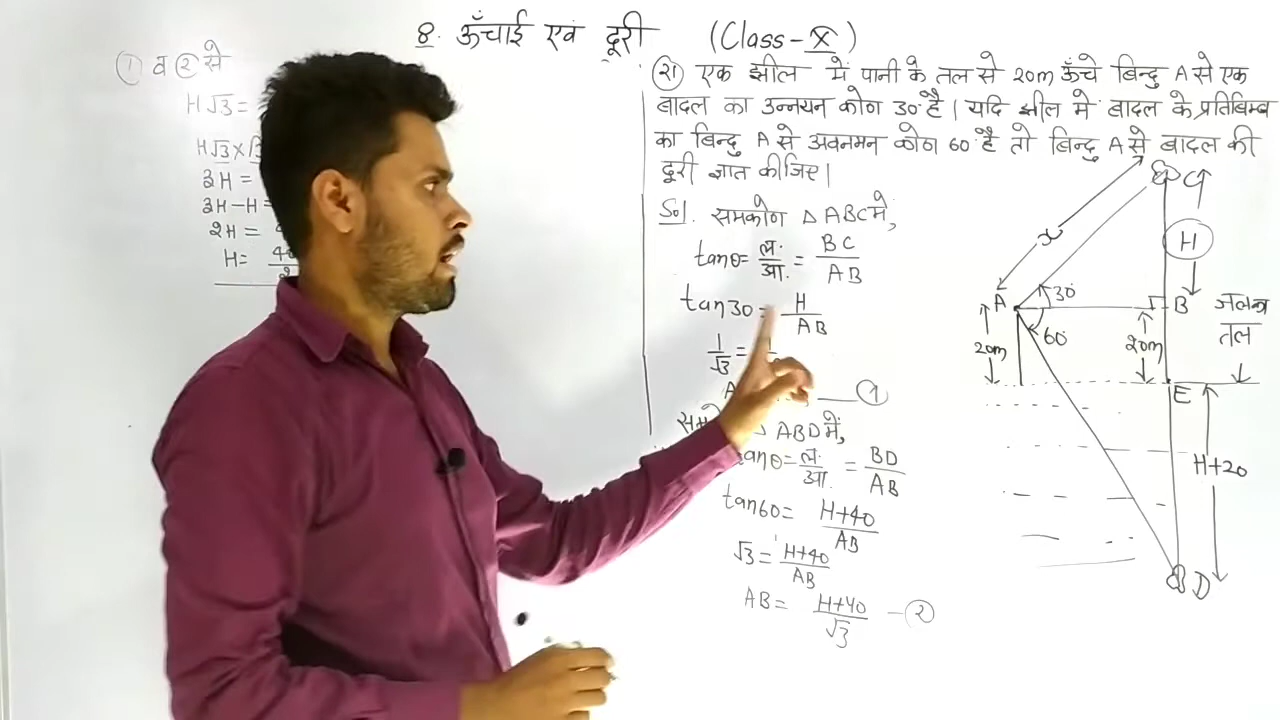 8. ऊँचाई एवं दूरी (Class-X)
① व ② से
H√3 =
H√3×√3
3H =
3H-H =
2H =
H= 40/2
(21) एक झील में पानी के तल से 20m ऊँचे बिन्दु A से एक
बादल का उन्नयन कोण 30° है। यदि झील मे बादल के प्रतिबिम्ब
का बिन्दु A से अवनमन कोण 60° है तो बिन्दु A से बादल की
दूरी ज्ञात कीजिए।
Sol. समकोण △ABC में,
tanθ = ल./आ. = BC/AB
tan30 = H/AB
1/√3 =
①
△ ABD में,
tanθ = ल./आ. = BD/AB
tan60 = H+40/AB
√3 = H+40/AB
AB = H+40/√3 - ②
C
x
H
A
30°
B
जल का
तल
60°
20m
20m
E
H+20
D